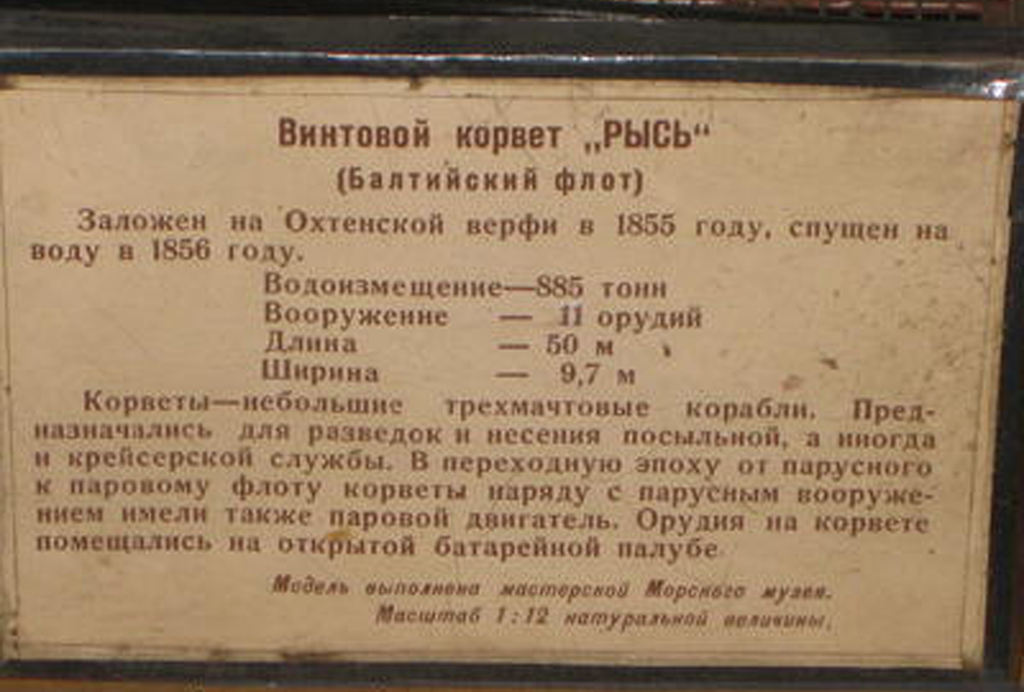 Винтовой корвет „РЫСЬ“
(Балтийский флот)
Заложен на Охтенской верфи в 1855 году, спущен на
воду в 1856 году.
Водоизмещение—885 тонн
Вооружение — 11 орудий
Длина — 50 м
Ширина — 9,7 м
Корветы—небольшие трехмачтовые корабли. Пред-
назначались для разведок и несения посыльной, а иногда
и крейсерской службы. В переходную эпоху от парусного
к паровому флоту корветы наряду с парусным вооруже-
нием имели также паровой двигатель. Орудия на корвете
помещались на открытой батарейной палубе
Модель выполнена мастерской Морского музея.
Масштаб 1:12 натуральной величины.